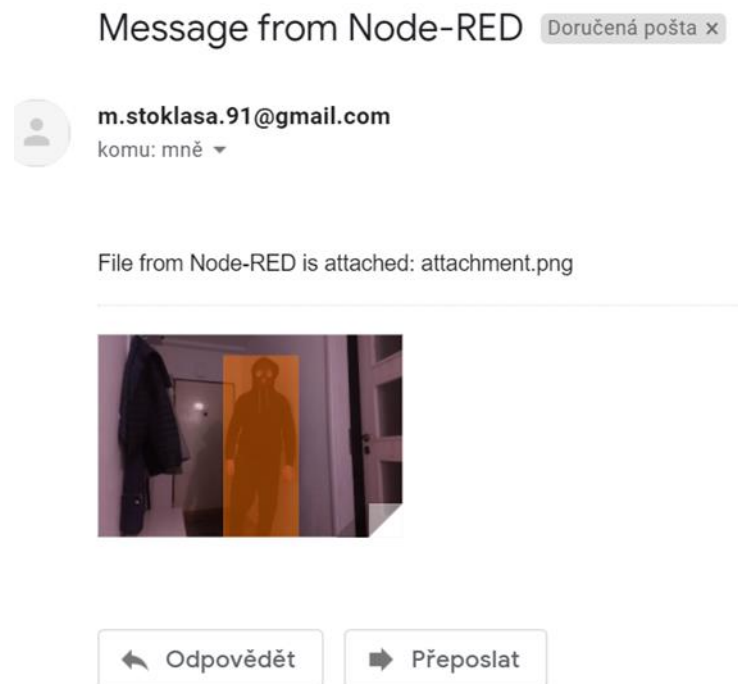 Message from Node-RED Doručená pošta ×
m.stoklasa.91@gmail.com
komu: mně
File from Node-RED is attached: attachment.png
Odpovědět Přeposlat